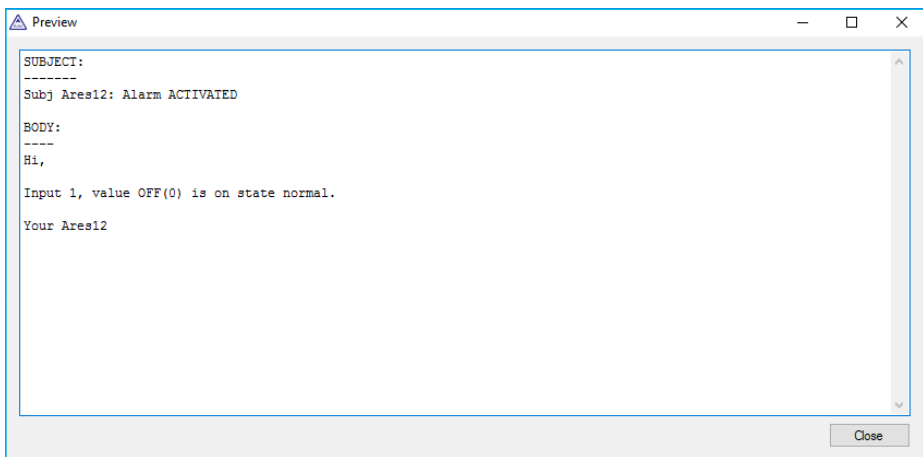 Preview
SUBJECT:
-------
Subj Ares12: Alarm ACTIVATED
BODY:
----
Hi,
Input 1, value OFF(0) is on state normal.
Your Ares12
Close